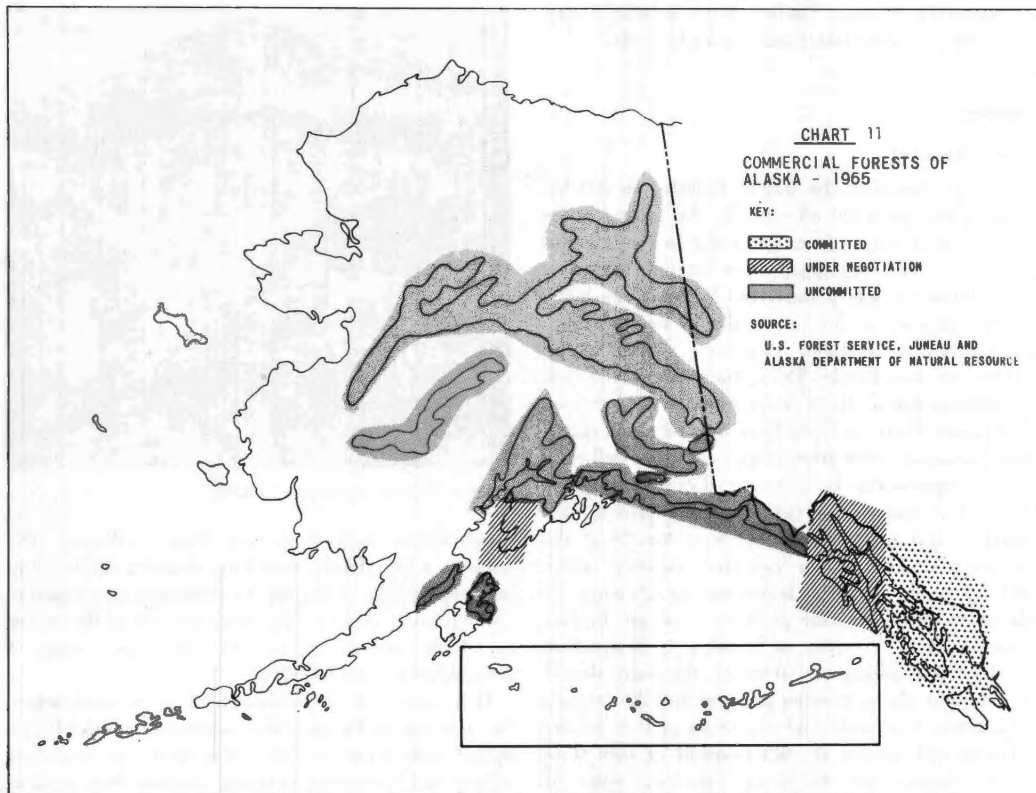 CHART 11
COMMERCIAL FORESTS OF
ALASKA - 1965
KEY:
COMMITTED
UNDER NEGOTIATION
UNCOMMITTED
SOURCE:
U.S. FOREST SERVICE, JUNEAU AND
ALASKA DEPARTMENT OF NATURAL RESOURCE